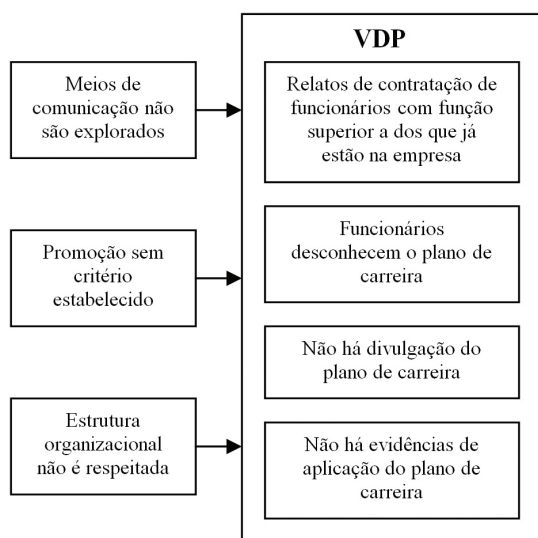 VDP
Meios de
comunicação não
são explorados
Promoção sem
critério
estabelecido
Estrutura
organizacional
não é respeitada
Relatos de contratação de
funcionários com função
superior a dos que já
estão na empresa
Funcionários
desconhecem o plano de
carreira
Não há divulgação do
plano de carreira
Não há evidências de
aplicação do plano de
carreira